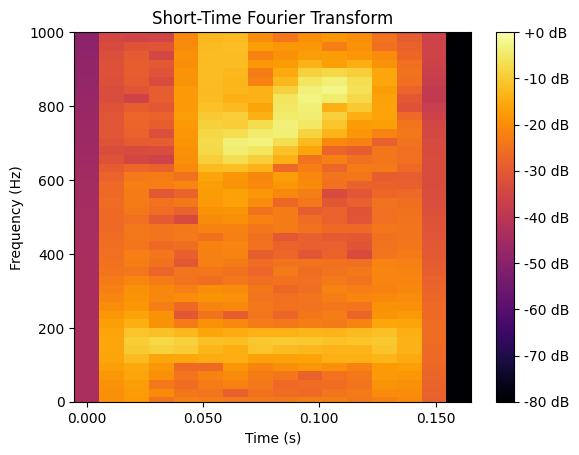 Short-Time Fourier Transform
1000
800
600
400
200
0
Frequency (Hz)
0.000
0.050
0.100
0.150
Time (s)
+0 dB
-10 dB
-20 dB
-30 dB
-40 dB
-50 dB
-60 dB
-70 dB
-80 dB